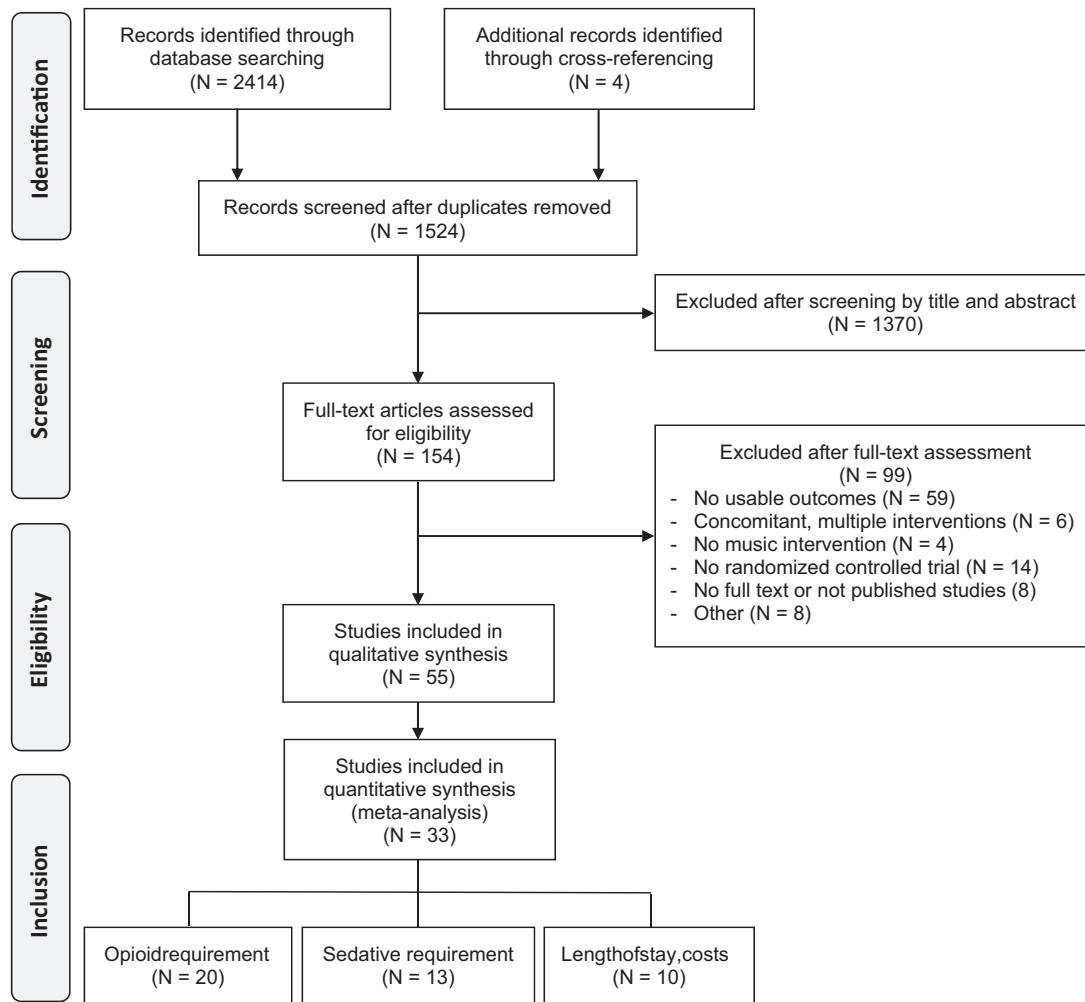 Identification
Records identified through
database searching
(N = 2414)
Additional records identified
through cross-referencing
(N = 4)
Records screened after duplicates removed
(N = 1524)
Screening
Excluded after screening by title and abstract
(N = 1370)
Full-text articles assessed
for eligibility
(N = 154)
Excluded after full-text assessment
(N = 99)
- No usable outcomes (N = 59)
- Concomitant, multiple interventions (N = 6)
- No music intervention (N = 4)
- No randomized controlled trial (N = 14)
- No full text or not published studies (8)
- Other (N = 8)
Eligibility
Studies included in
qualitative synthesis
(N = 55)
Studies included in
quantitative synthesis
(meta-analysis)
(N = 33)
Inclusion
Opioidrequirement
(N = 20)
Sedative requirement
(N = 13)
Lengthofstay,costs
(N = 10)